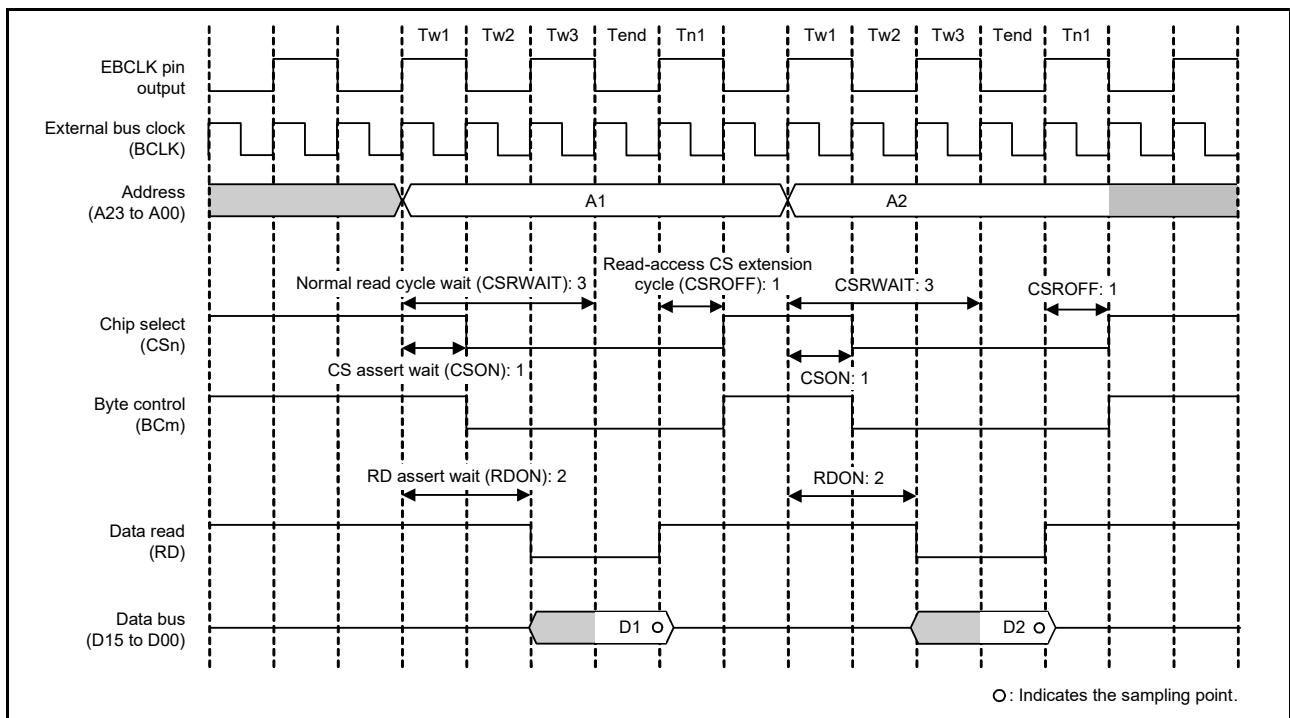 Tw1 Tw2 Tw3 Tend Tn1 Tw1 Tw2 Tw3 Tend Tn1
EBCLK pin
output
External bus clock
(BCLK)
Address
(A23 to A00)
A1
A2
Normal read cycle wait (CSRWAIT): 3
Read-access CS extension
cycle (CSROFF): 1
CSRWAIT: 3
CSROFF: 1
Chip select
(CSn)
CS assert wait (CSON): 1
CSON: 1
Byte control
(BCm)
RD assert wait (RDON): 2
RDON: 2
Data read
(RD)
Data bus
(D15 to D00)
D1
D2
: Indicates the sampling point.